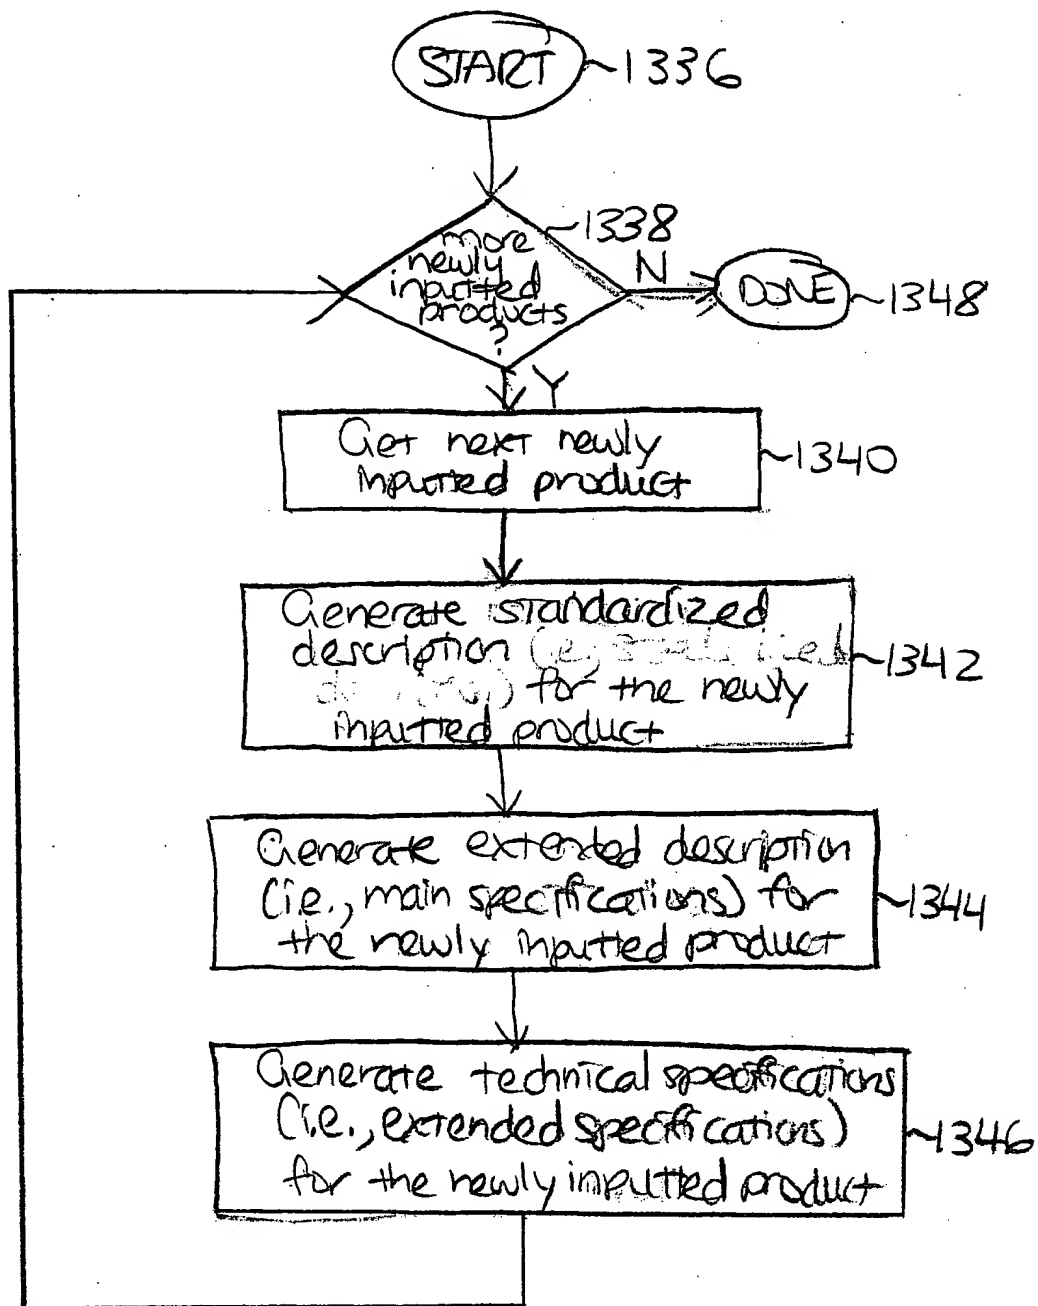 START ~1336
~1338
more
newly
inputted
products
?
N
DONE ~1348
Y
Get next newly
inputted product
~1340
Generate standardized
description (i.e.,
for the newly
inputted product
~1342
Generate extended description
(i.e., main specifications) for
the newly inputted product
~1344
Generate technical specifications
(i.e., extended specifications)
for the newly inputted product
~1346